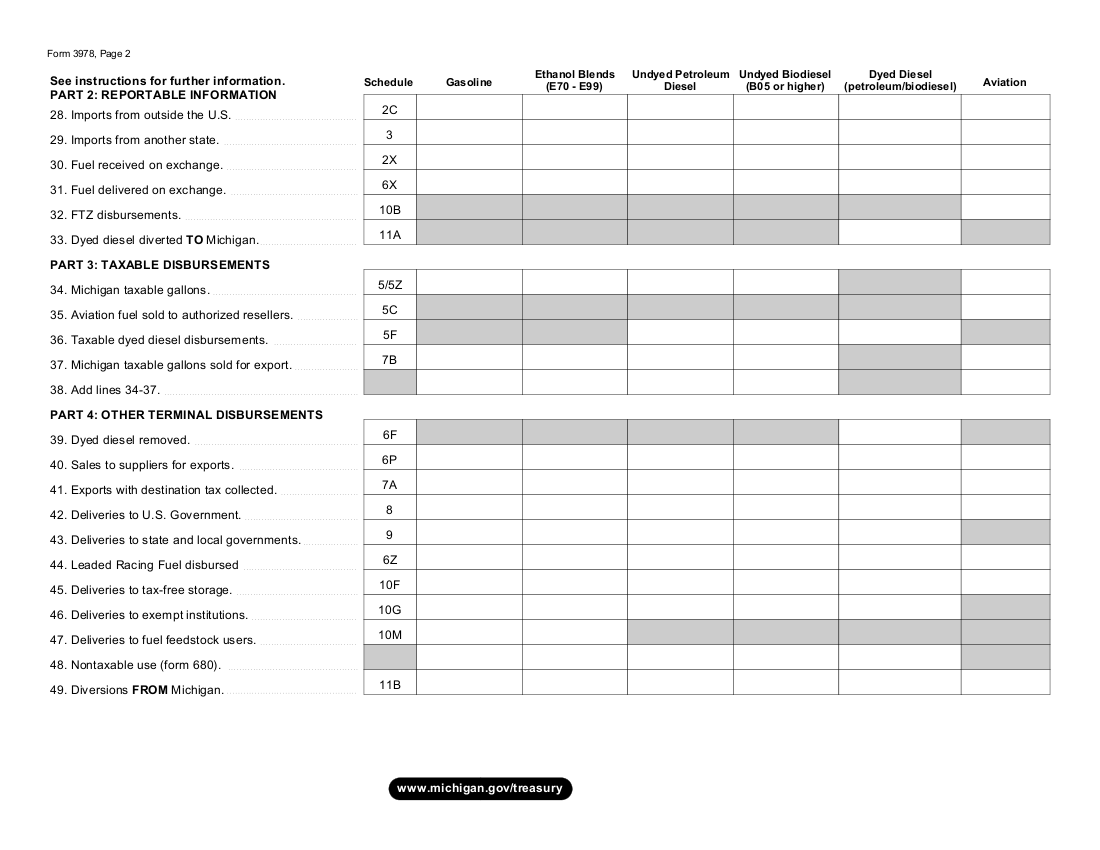 Form 3978, Page 2
See instructions for further information.
PART 2: REPORTABLE INFORMATION
Schedule
Gasoline
Ethanol Blends
(E70 - E99)
Undyed Petroleum
Diesel
Undyed Biodiesel
(B05 or higher)
Dyed Diesel
(petroleum/biodiesel)
Aviation
28. Imports from outside the U.S. 2C
29. Imports from another state. 3
30. Fuel received on exchange. 2X
31. Fuel delivered on exchange. 6X
32. FTZ disbursements. 10B
33. Dyed diesel diverted TO Michigan. 11A
PART 3: TAXABLE DISBURSEMENTS
34. Michigan taxable gallons. 5/5Z
35. Aviation fuel sold to authorized resellers. 5C
36. Taxable dyed diesel disbursements. 5F
37. Michigan taxable gallons sold for export. 7B
38. Add lines 34-37.
PART 4: OTHER TERMINAL DISBURSEMENTS
39. Dyed diesel removed. 6F
40. Sales to suppliers for exports. 6P
41. Exports with destination tax collected. 7A
42. Deliveries to U.S. Government. 8
43. Deliveries to state and local governments. 9
44. Leaded Racing Fuel disbursed 6Z
45. Deliveries to tax-free storage. 10F
46. Deliveries to exempt institutions. 10G
47. Deliveries to fuel feedstock users. 10M
48. Nontaxable use (form 680).
49. Diversions FROM Michigan. 11B
www.michigan.gov/treasury